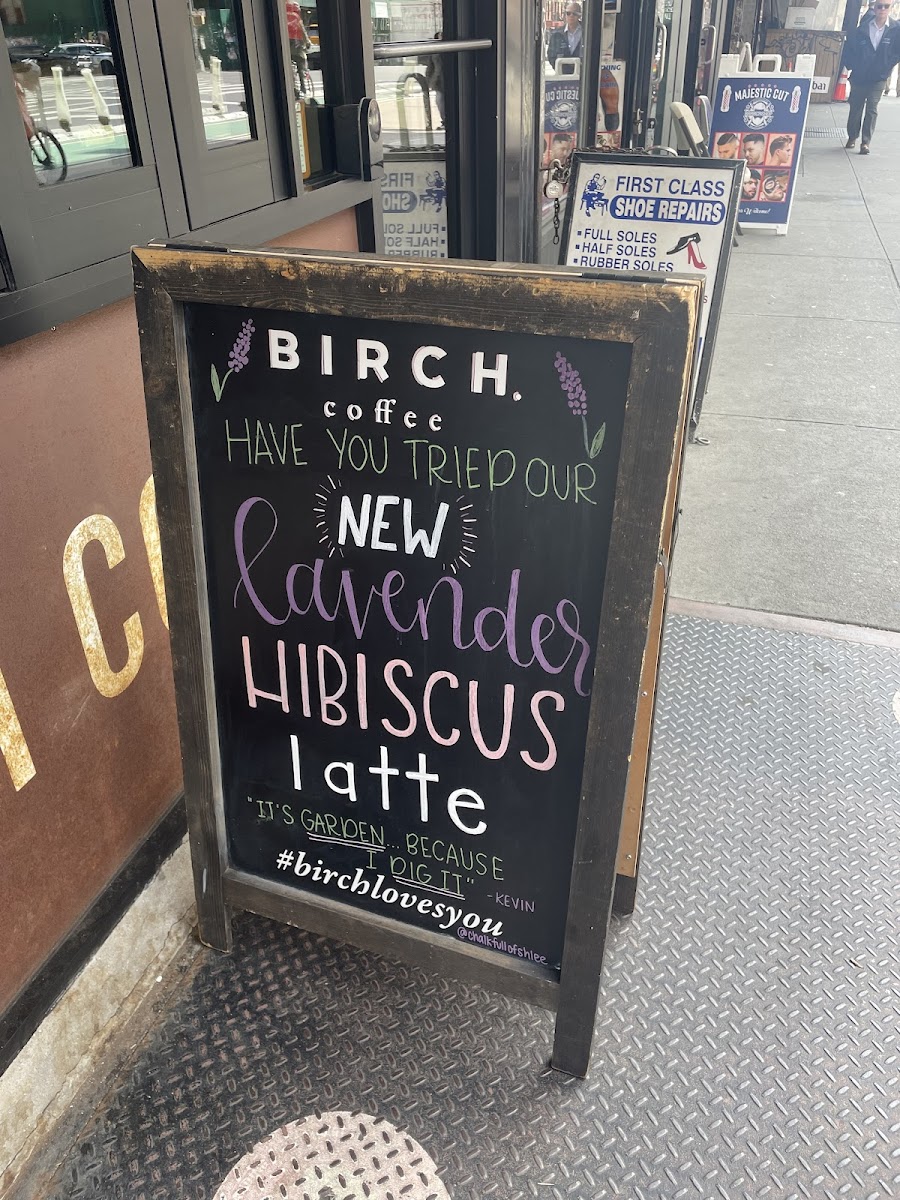 BIRCH.
coffee
HAVE YOU TRIED OUR
NEW
lavender
HIBISCUS
latte
"IT'S GARDEN... BECAUSE
I DIG IT" -KEVIN
#birchlovesyou
@chalkfullofshlee
FIRST CLASS
SHOE REPAIRS
▪ FULL SOLES
▪ HALF SOLES
▪ RUBBER SOLES
MAJESTIC CUT
C